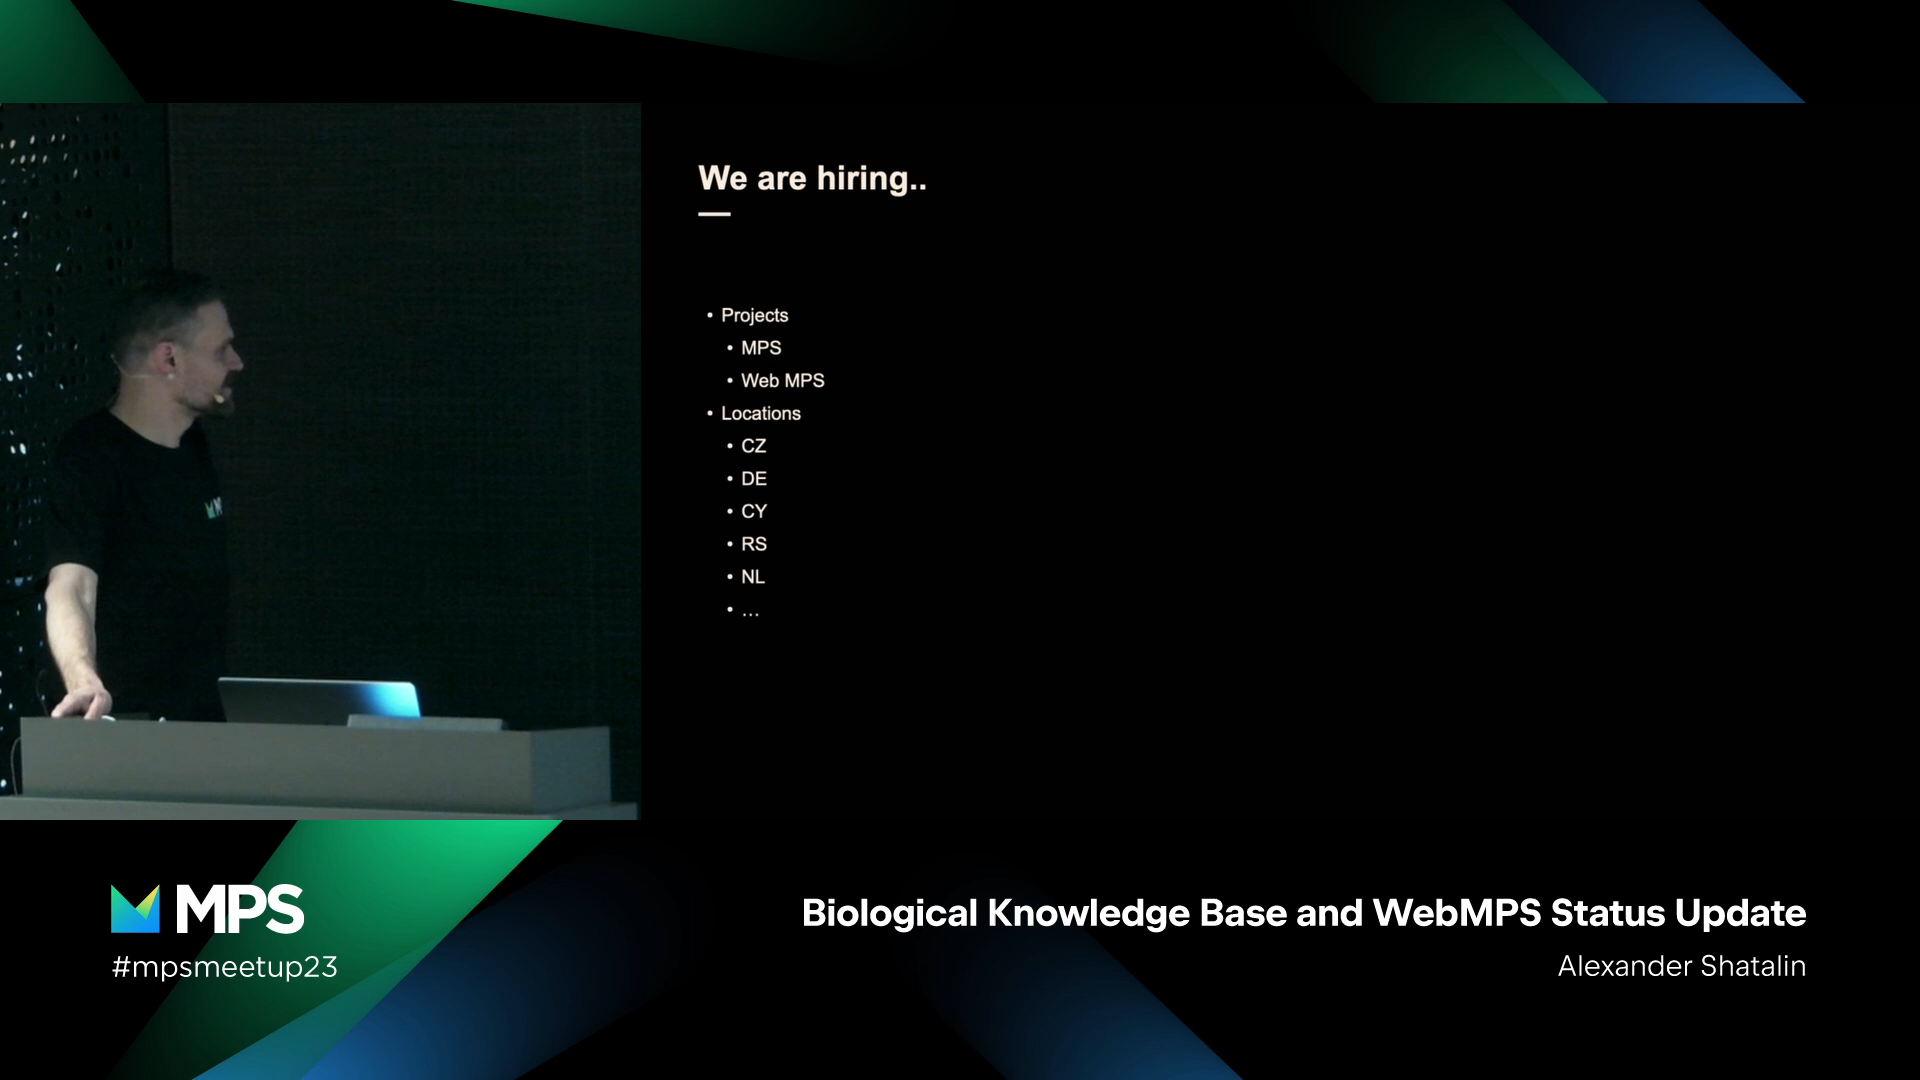 We are hiring..
• Projects
• MPS
• Web MPS
• Locations
• CZ
• DE
• CY
• RS
• NL
• ...
MPS
#mpsmeetup23
Biological Knowledge Base and WebMPS Status Update
Alexander Shatalin